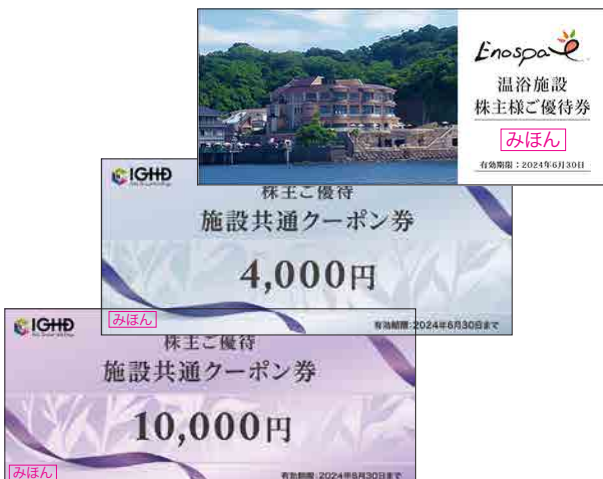 Enospa
温浴施設
株主様ご優待券
みほん
有効期限：2024年6月30日
IGHD
株主ご優待
施設共通クーポン券
4,000円
みほん
有効期限:2024年6月30日まで
IGHD
株主ご優待
施設共通クーポン券
10,000円
みほん
有効期限:2024年6月30日まで